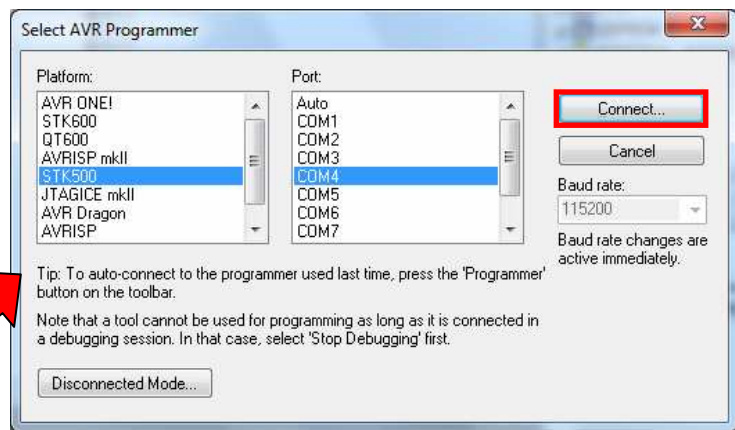 Select AVR Programmer
Platform:
Port:
AVR ONE!
STK600
QT600
AVRISP mkII
STK500
JTAGICE mkII
AVR Dragon
AVRISP
Auto
COM1
COM2
COM3
COM4
COM5
COM6
COM7
Connect...
Cancel
Baud rate:
115200
Baud rate changes are
active immediately.
Tip: To auto-connect to the programmer used last time, press the 'Programmer'
button on the toolbar.
Note that a tool cannot be used for programming as long as it is connected in
a debugging session. In that case, select 'Stop Debugging' first.
Disconnected Mode...